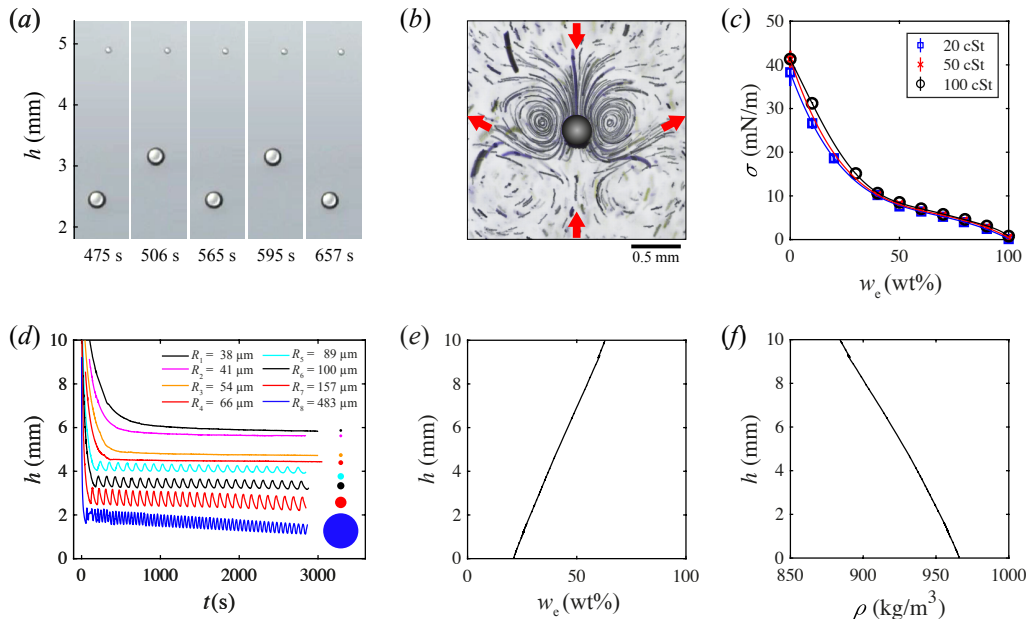 (a)
5
4
3
2
h (mm)
475 s 506 s 565 s 595 s 657 s
(b)
0.5 mm
(c)
50
40
30
20
10
0
σ (mN/m)
20 cSt
50 cSt
100 cSt
0 50 100
wₑ (wt%)
(d)
10
8
6
4
2
0
h (mm)
R₁ = 38 µm R₅ = 89 µm
R₂ = 41 µm R₆ = 100 µm
R₃ = 54 µm R₇ = 157 µm
R₄ = 66 µm R₈ = 483 µm
0 1000 2000 3000
t(s)
(e)
10
8
6
4
2
0
h (mm)
0 50 100
wₑ (wt%)
(f)
10
8
6
4
2
0
h (mm)
850 900 950 1000
ρ (kg/m³)